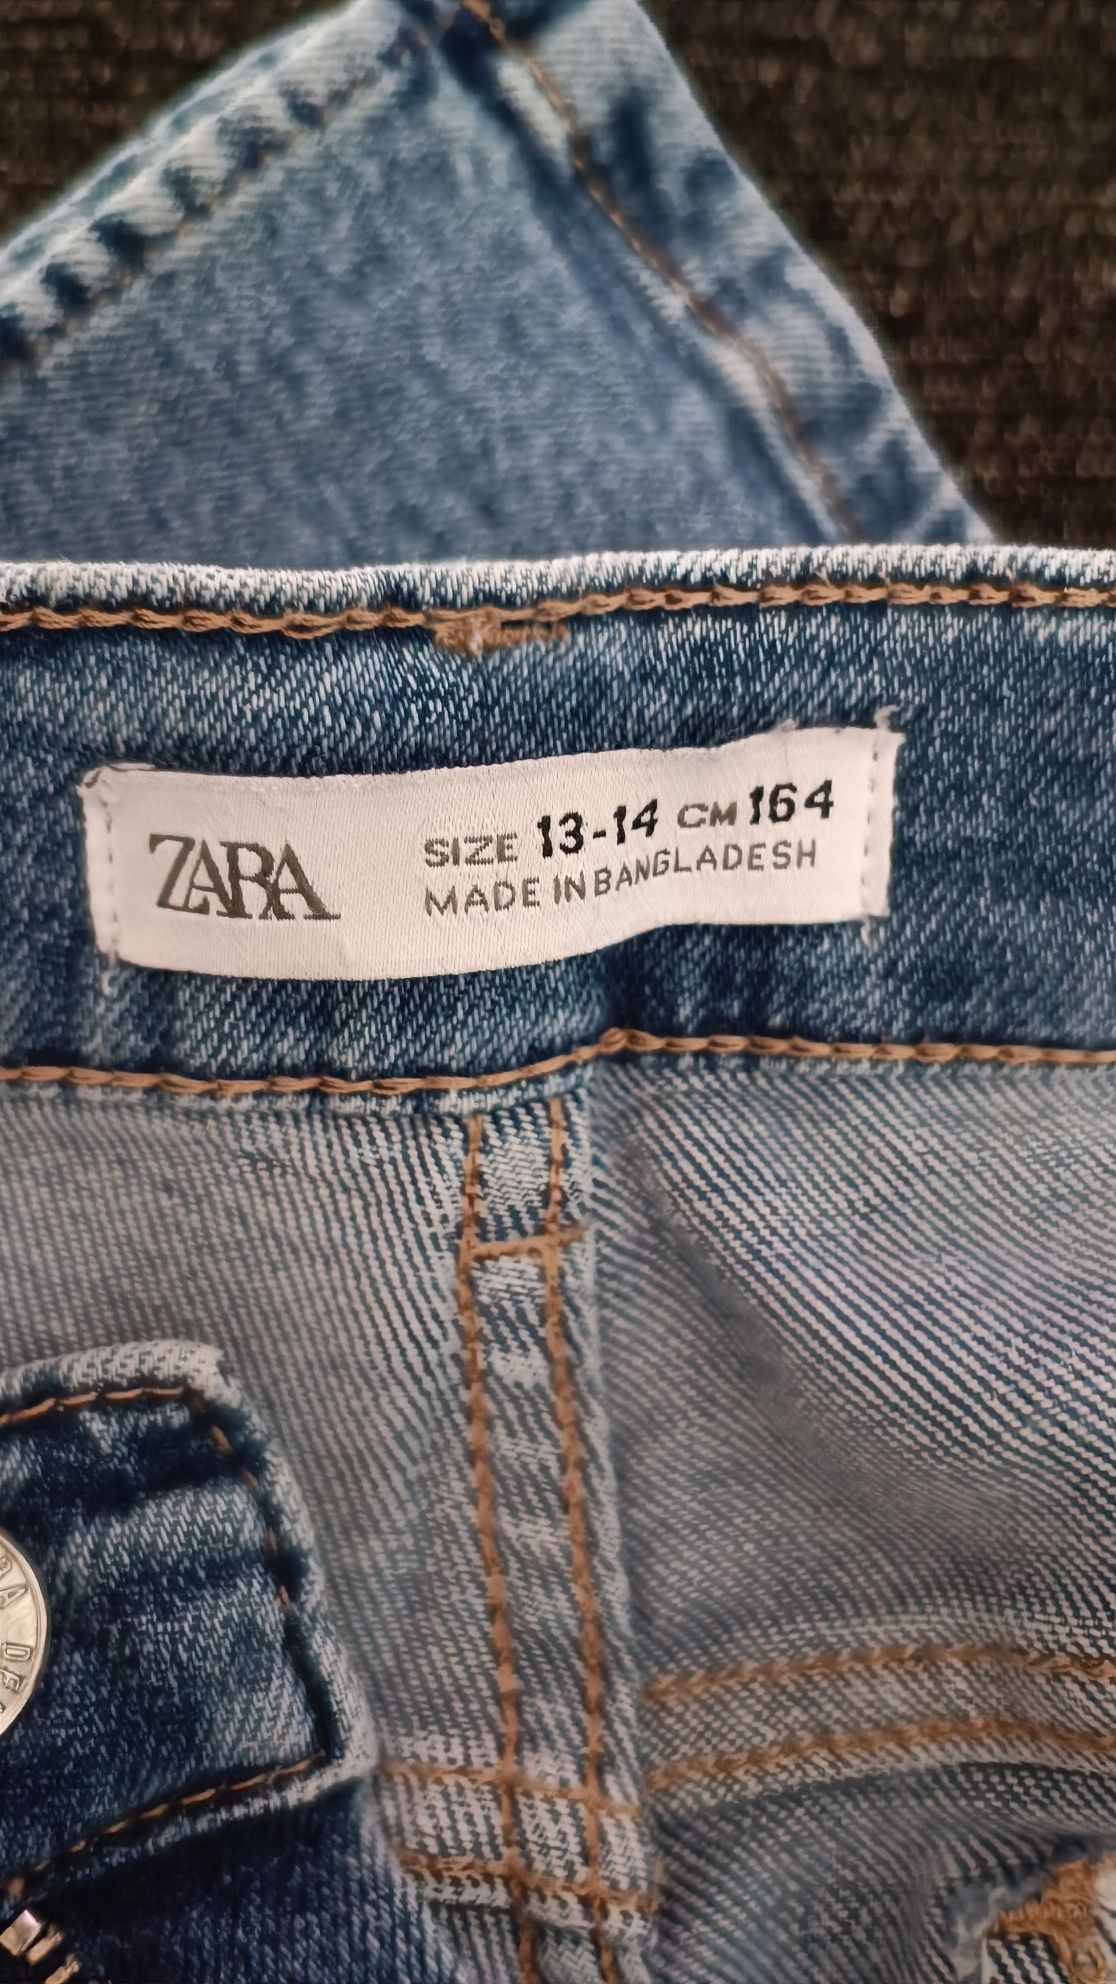 ZARA
SIZE 13-14 CM 164
MADE IN BANGLADESH